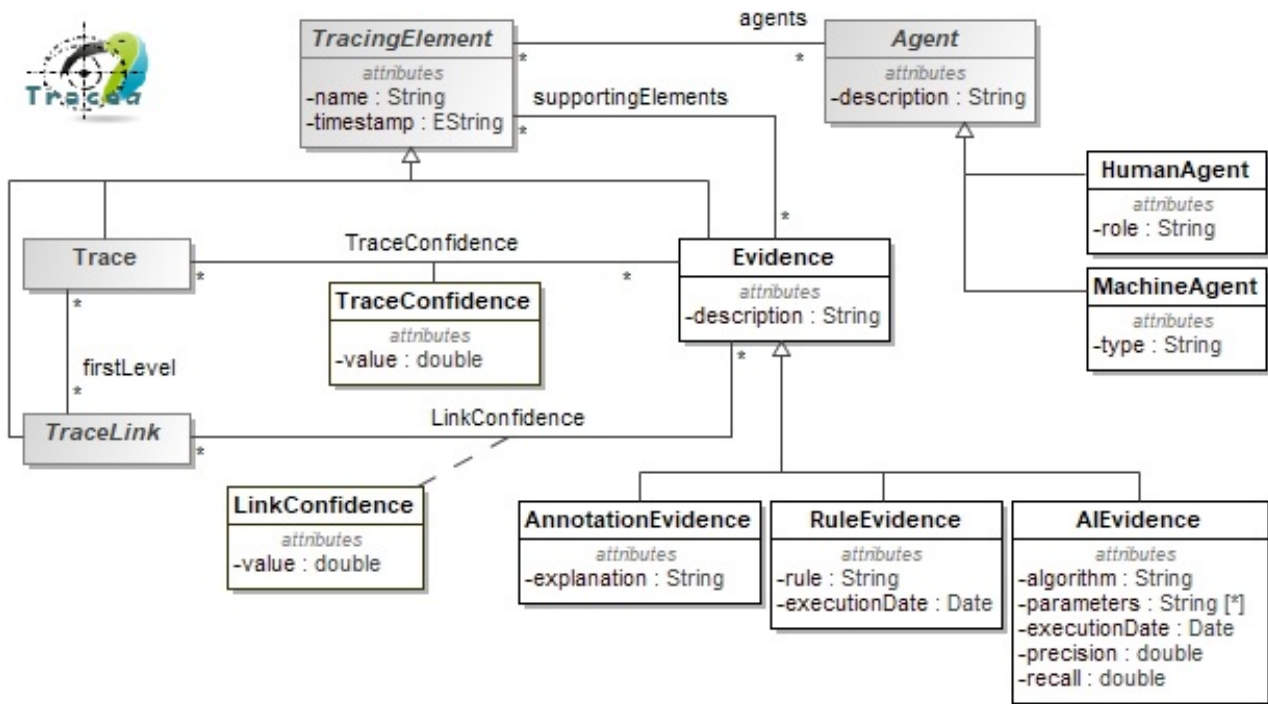 Tracea
TracingElement
attributes
-name : String
-timestamp : EString
agents
*
*
Agent
attributes
-description : String
supportingElements
*
*
HumanAgent
attributes
-role : String
MachineAgent
attributes
-type : String
Trace
*
*
TraceConfidence
*
TraceConfidence
attributes
-value : double
Evidence
attributes
-description : String
*
firstLevel
*
TraceLink
*
LinkConfidence
LinkConfidence
attributes
-value : double
AnnotationEvidence
attributes
-explanation : String
RuleEvidence
attributes
-rule : String
-executionDate : Date
AIEvidence
attributes
-algorithm : String
-parameters : String [*]
-executionDate : Date
-precision : double
-recall : double